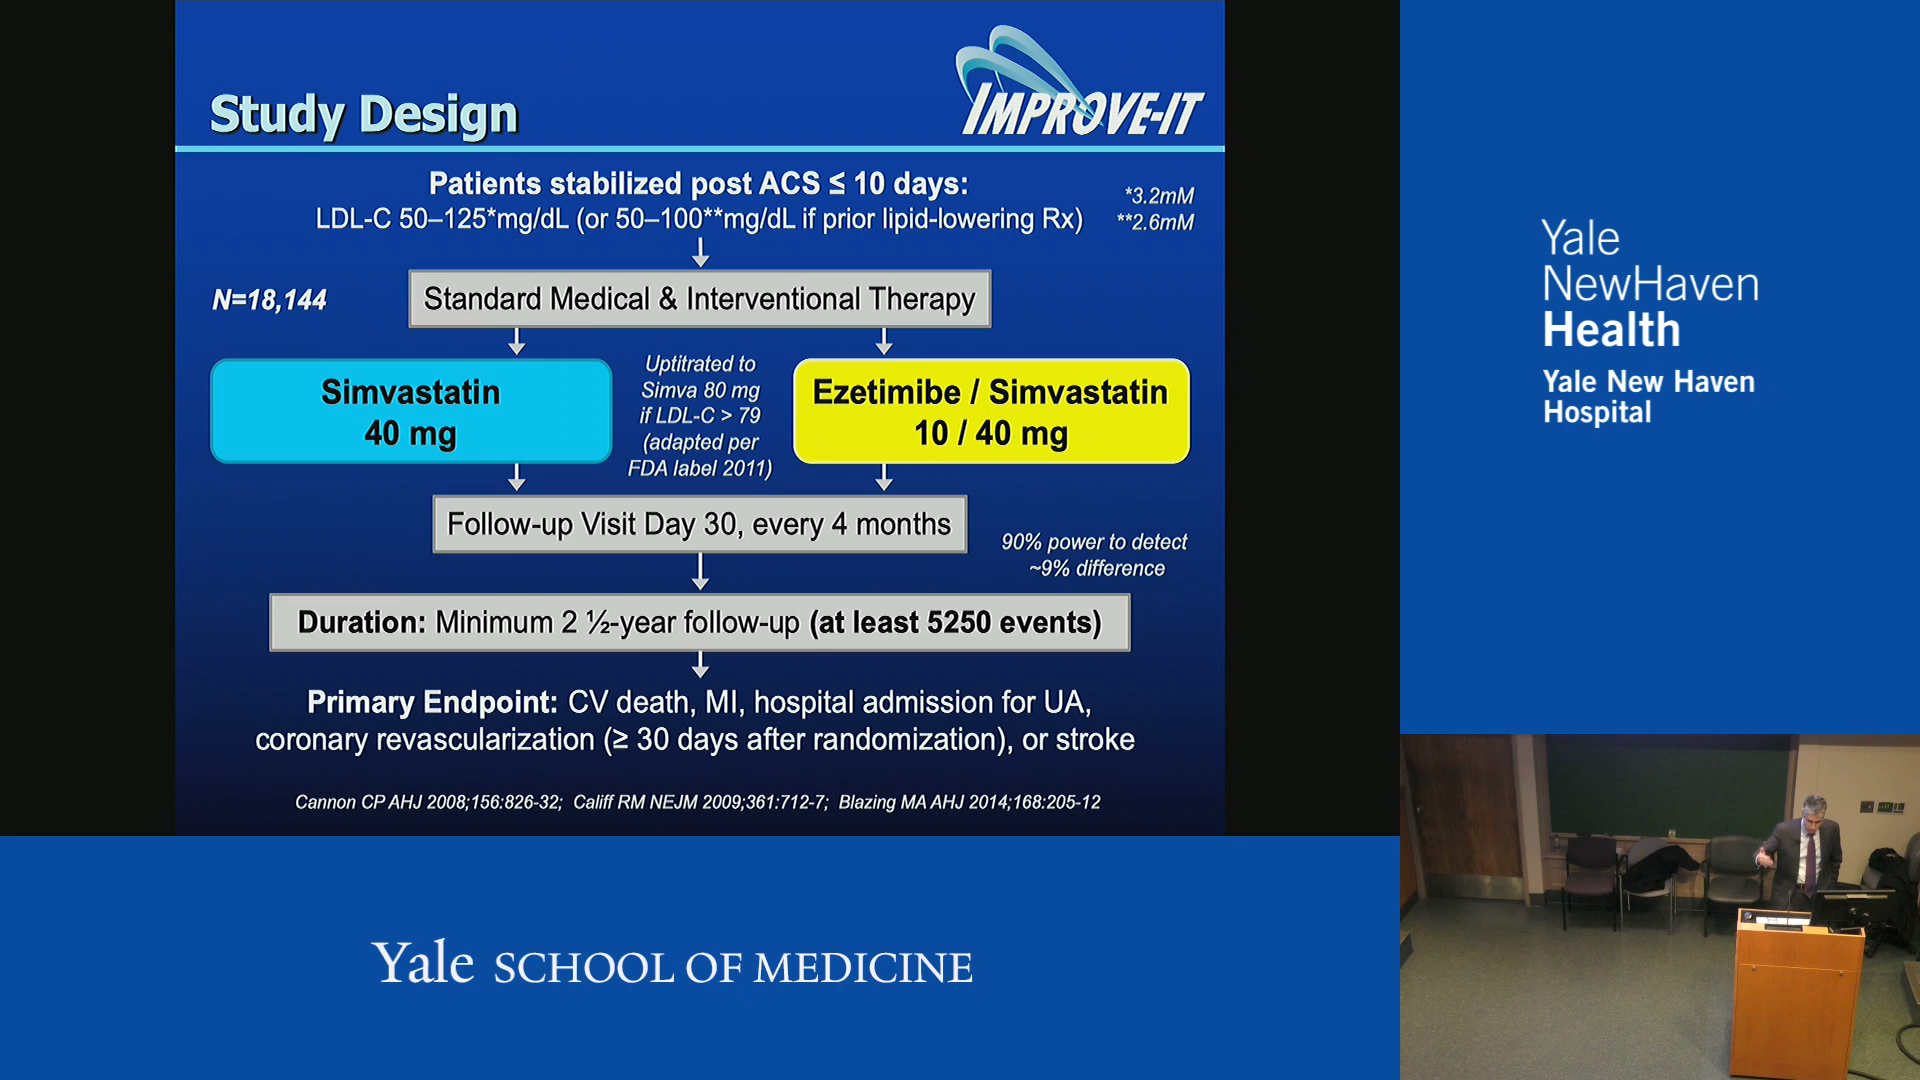 Study Design
IMPROVE-IT
Patients stabilized post ACS ≤ 10 days:
LDL-C 50–125*mg/dL (or 50–100**mg/dL if prior lipid-lowering Rx)
*3.2mM
**2.6mM
N=18,144
Standard Medical & Interventional Therapy
Simvastatin
40 mg
Uptitrated to
Simva 80 mg
if LDL-C > 79
(adapted per
FDA label 2011)
Ezetimibe / Simvastatin
10 / 40 mg
Follow-up Visit Day 30, every 4 months
90% power to detect
~9% difference
Duration: Minimum 2 ½-year follow-up (at least 5250 events)
Primary Endpoint: CV death, MI, hospital admission for UA,
coronary revascularization (≥ 30 days after randomization), or stroke
Cannon CP AHJ 2008;156:826-32; Califf RM NEJM 2009;361:712-7; Blazing MA AHJ 2014;168:205-12
Yale
NewHaven
Health
Yale New Haven
Hospital
Yale SCHOOL OF MEDICINE